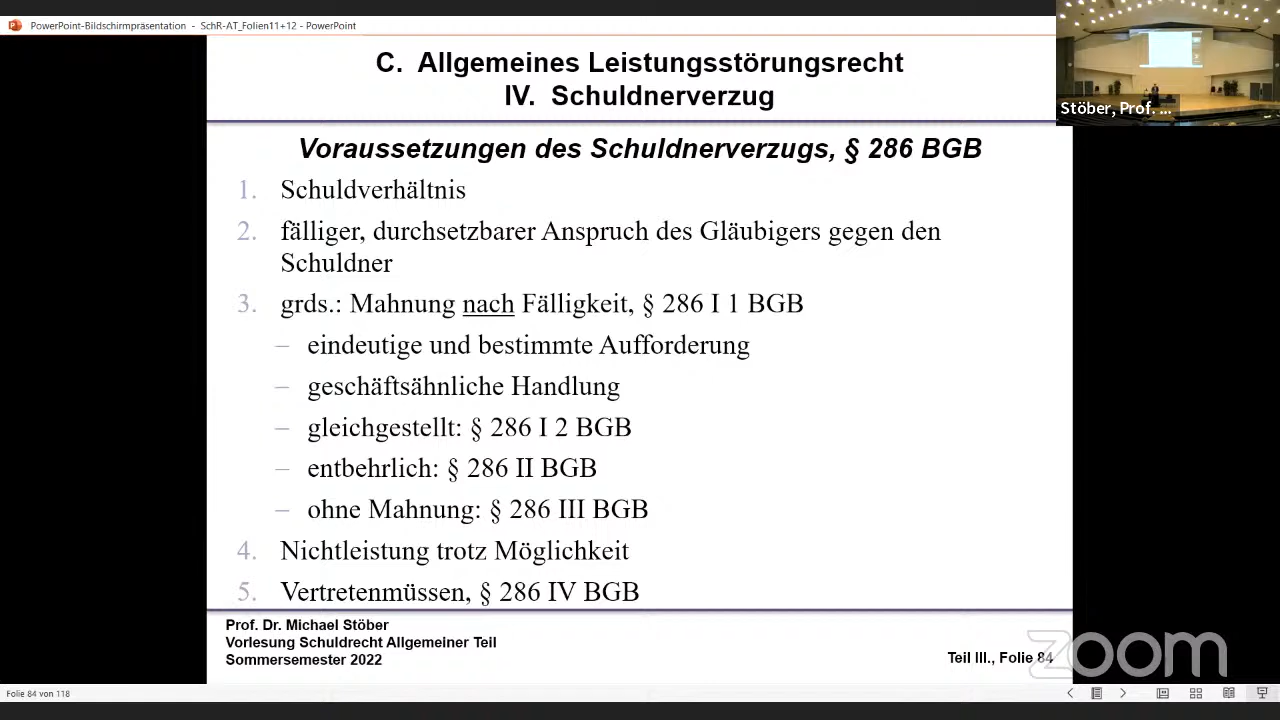 PowerPoint-Bildschirmpräsentation - SchR-AT_Folien11+12 - PowerPoint
C. Allgemeines Leistungsstörungsrecht
IV. Schuldnerverzug
Stöber, Prof. ...
Voraussetzungen des Schuldnerverzugs, § 286 BGB
1. Schuldverhältnis
2. fälliger, durchsetzbarer Anspruch des Gläubigers gegen den
Schuldner
3. grds.: Mahnung nach Fälligkeit, § 286 I 1 BGB
– eindeutige und bestimmte Aufforderung
– geschäftsähnliche Handlung
– gleichgestellt: § 286 I 2 BGB
– entbehrlich: § 286 II BGB
– ohne Mahnung: § 286 III BGB
4. Nichtleistung trotz Möglichkeit
5. Vertretenmüssen, § 286 IV BGB
Prof. Dr. Michael Stöber
Vorlesung Schuldrecht Allgemeiner Teil
Sommersemester 2022
Teil III., Folie 84
zoom
Folie 84 von 118